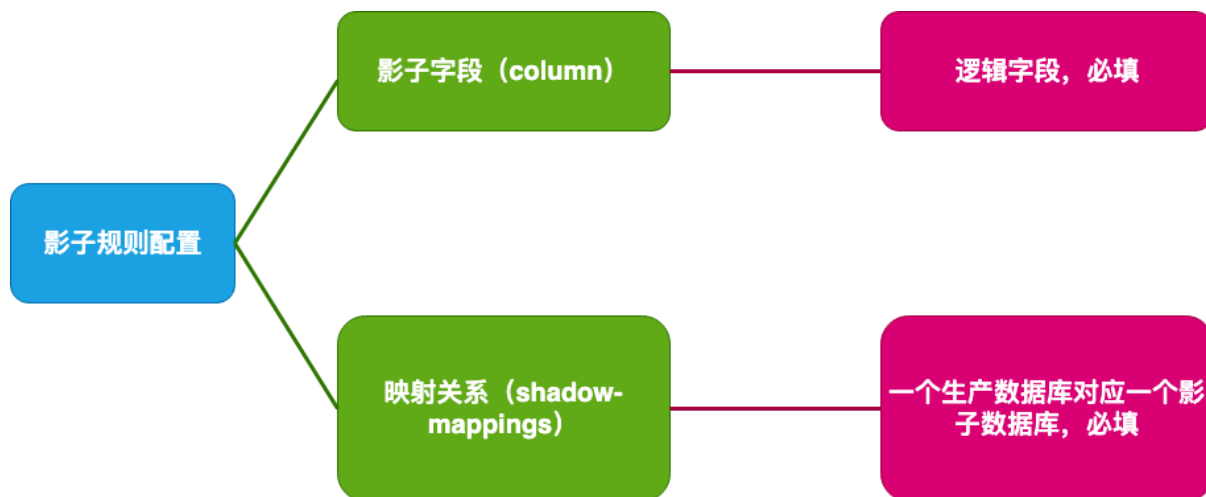 影子字段（column）
逻辑字段，必填
影子规则配置
映射关系（shadow-
mappings）
一个生产数据库对应一个影
子数据库，必填